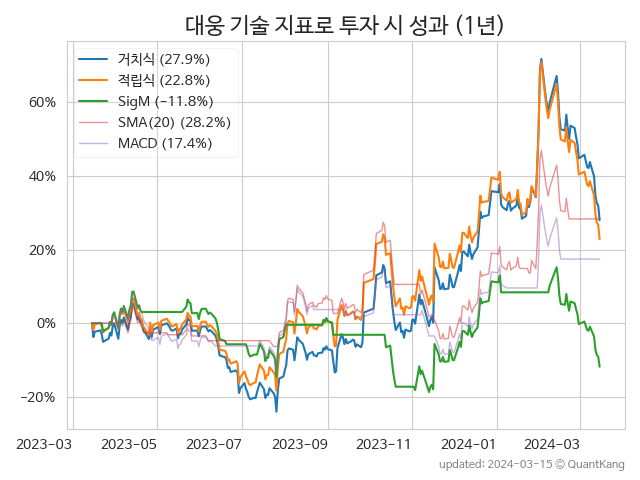 대웅 기술 지표로 투자 시 성과 (1년)
거치식 (27.9%)
적립식 (22.8%)
SigM (−11.8%)
SMA(20) (28.2%)
MACD (17.4%)
60%
40%
20%
0%
−20%
2023-03 2023-05 2023-07 2023-09 2023-11 2024-01 2024-03
updated: 2024-03-15 ⓒ QuantKang